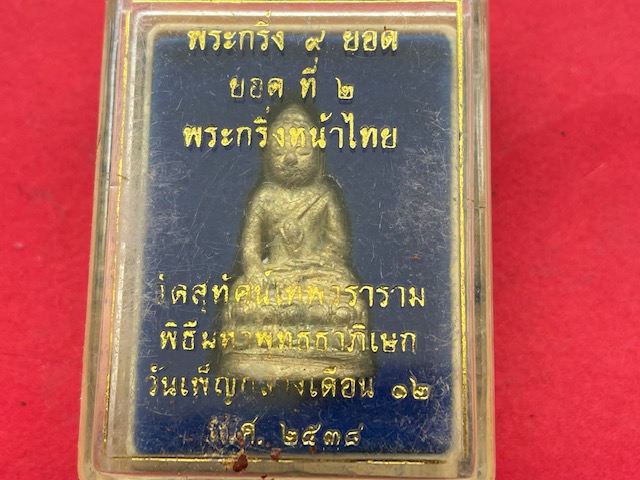 พระกริ่ง ๙ ยอด
ยอด ที่ ๒
พระกริ่งหน้าไทย
วัดสุทัศน์เทพวราราม
พิธีมหาพุทธาภิเษก
วันเพ็ญกลางเดือน ๑๒
พ.ศ. ๒๕๓๘